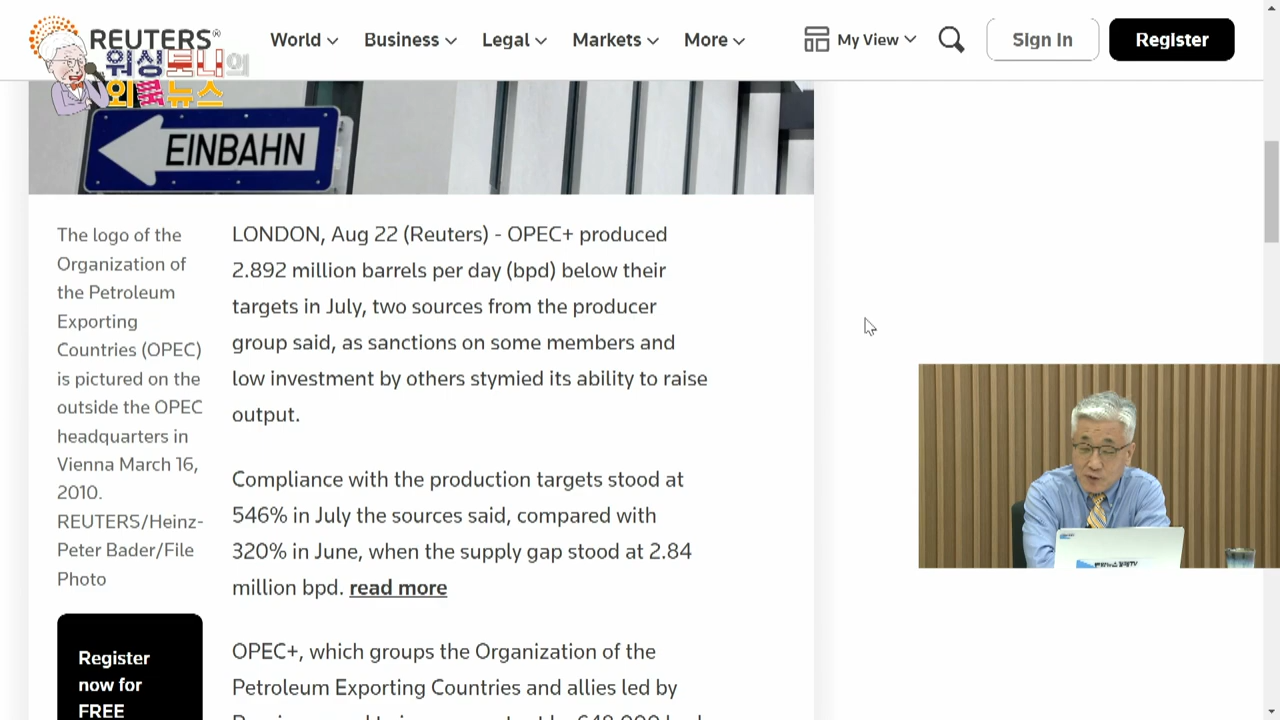 REUTERS®
World
Business
Legal
Markets
More
My View
Sign In
Register
워싱토니의
외쿡뉴스
EINBAHN
The logo of the
Organization of
the Petroleum
Exporting
Countries (OPEC)
is pictured on the
outside the OPEC
headquarters in
Vienna March 16,
2010.
REUTERS/Heinz-
Peter Bader/File
Photo
Register
now for
FREE
LONDON, Aug 22 (Reuters) - OPEC+ produced
2.892 million barrels per day (bpd) below their
targets in July, two sources from the producer
group said, as sanctions on some members and
low investment by others stymied its ability to raise
output.
Compliance with the production targets stood at
546% in July the sources said, compared with
320% in June, when the supply gap stood at 2.84
million bpd. read more
OPEC+, which groups the Organization of the
Petroleum Exporting Countries and allies led by